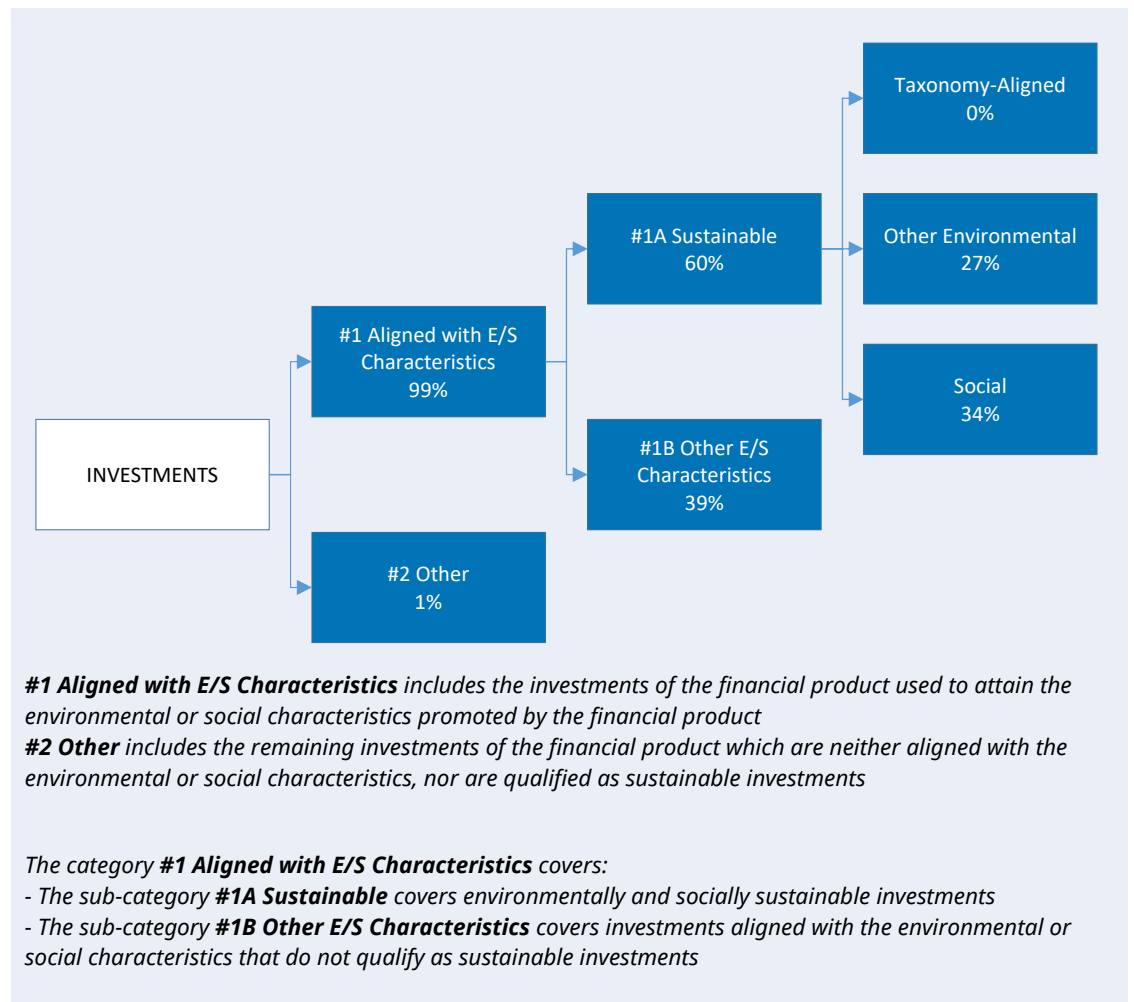 Taxonomy-Aligned
0%
#1A Sustainable
60%
Other Environmental
27%
#1 Aligned with E/S
Characteristics
99%
Social
34%
INVESTMENTS
#1B Other E/S
Characteristics
39%
#2 Other
1%
#1 Aligned with E/S Characteristics includes the investments of the financial product used to attain the
environmental or social characteristics promoted by the financial product
#2 Other includes the remaining investments of the financial product which are neither aligned with the
environmental or social characteristics, nor are qualified as sustainable investments
The category #1 Aligned with E/S Characteristics covers:
- The sub-category #1A Sustainable covers environmentally and socially sustainable investments
- The sub-category #1B Other E/S Characteristics covers investments aligned with the environmental or
social characteristics that do not qualify as sustainable investments